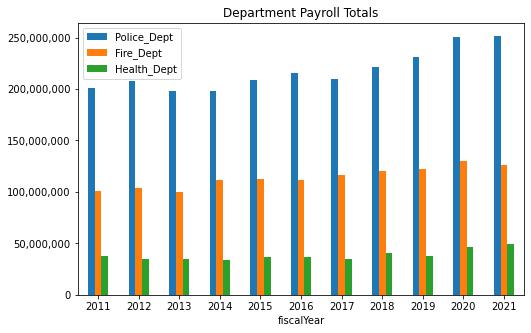 Department Payroll Totals
Police_Dept
Fire_Dept
Health_Dept
250,000,000
200,000,000
150,000,000
100,000,000
50,000,000
0
2011 2012 2013 2014 2015 2016 2017 2018 2019 2020 2021
fiscalYear